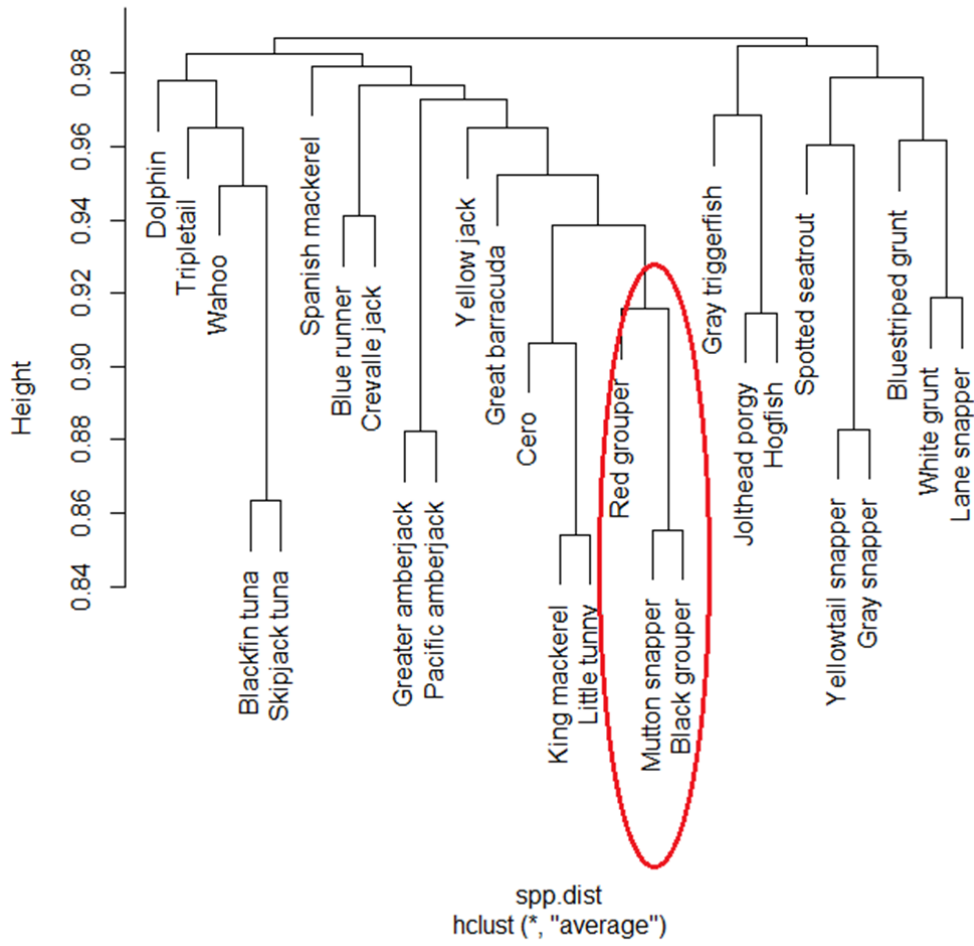 Height
0.98
0.96
0.94
0.92
0.90
0.88
0.86
0.84
Dolphin
Tripletail
Wahoo
Blackfin tuna
Skipjack tuna
Spanish mackerel
Blue runner
Crevalle jack
Greater amberjack
Pacific amberjack
Yellow jack
Great barracuda
Cero
King mackerel
Little tunny
Red grouper
Mutton snapper
Black grouper
Gray triggerfish
Jolthead porgy
Hogfish
Spotted seatrout
Yellowtail snapper
Gray snapper
Bluestriped grunt
White grunt
Lane snapper
spp.dist
hclust (*, "average")